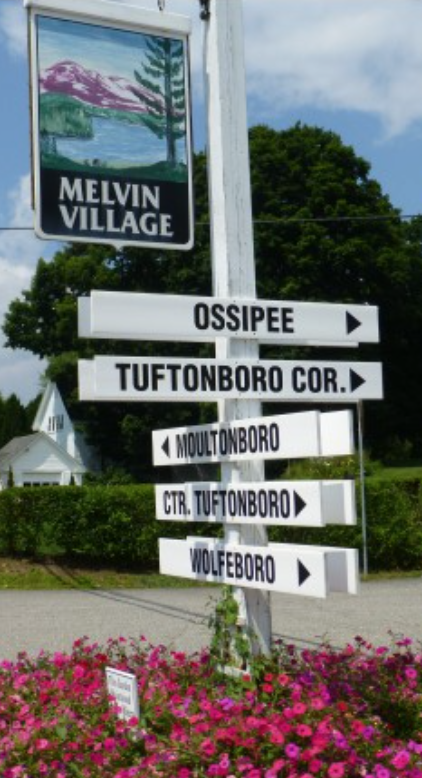 MELVIN
VILLAGE
OSSIPEE ▶
TUFTONBORO COR. ▶
◀ MOULTONBORO
CTR. TUFTONBORO ▶
WOLFEBORO ▶